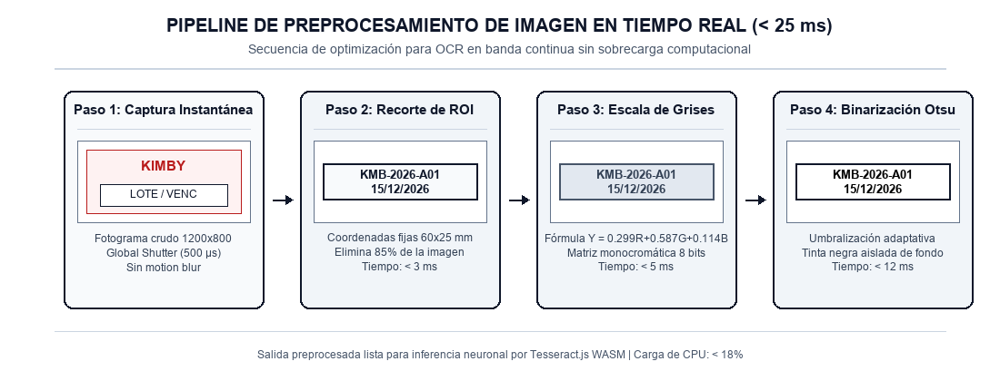 PIPELINE DE PREPROCESAMIENTO DE IMAGEN EN TIEMPO REAL (< 25 ms)
Secuencia de optimización para OCR en banda continua sin sobrecarga computacional
Paso 1: Captura Instantánea
KIMBY
LOTE / VENC
Fotograma crudo 1200x800
Global Shutter (500 µs)
Sin motion blur
Paso 2: Recorte de ROI
KMB-2026-A01
15/12/2026
Coordenadas fijas 60x25 mm
Elimina 85% de la imagen
Tiempo: < 3 ms
Paso 3: Escala de Grises
KMB-2026-A01
15/12/2026
Fórmula Y = 0.299R+0.587G+0.114B
Matriz monocromática 8 bits
Tiempo: < 5 ms
Paso 4: Binarización Otsu
KMB-2026-A01
15/12/2026
Umbralización adaptativa
Tinta negra aislada de fondo
Tiempo: < 12 ms
Salida preprocesada lista para inferencia neuronal por Tesseract.js WASM | Carga de CPU: < 18%